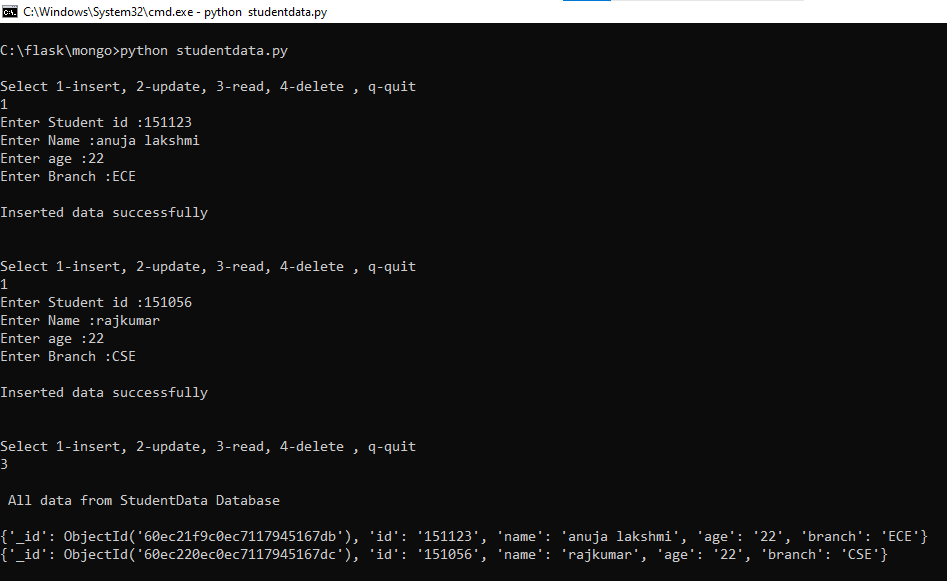 C:\Windows\System32\cmd.exe - python  studentdata.py
C:\flask\mongo>python studentdata.py
Select 1-insert, 2-update, 3-read, 4-delete , q-quit
1
Enter Student id :151123
Enter Name :anuja lakshmi
Enter age :22
Enter Branch :ECE
Inserted data successfully
Select 1-insert, 2-update, 3-read, 4-delete , q-quit
1
Enter Student id :151056
Enter Name :rajkumar
Enter age :22
Enter Branch :CSE
Inserted data successfully
Select 1-insert, 2-update, 3-read, 4-delete , q-quit
3
All data from StudentData Database
{'_id': ObjectId('60ec21f9c0ec7117945167db'), 'id': '151123', 'name': 'anuja lakshmi', 'age': '22', 'branch': 'ECE'}
{'_id': ObjectId('60ec220ec0ec7117945167dc'), 'id': '151056', 'name': 'rajkumar', 'age': '22', 'branch': 'CSE'}